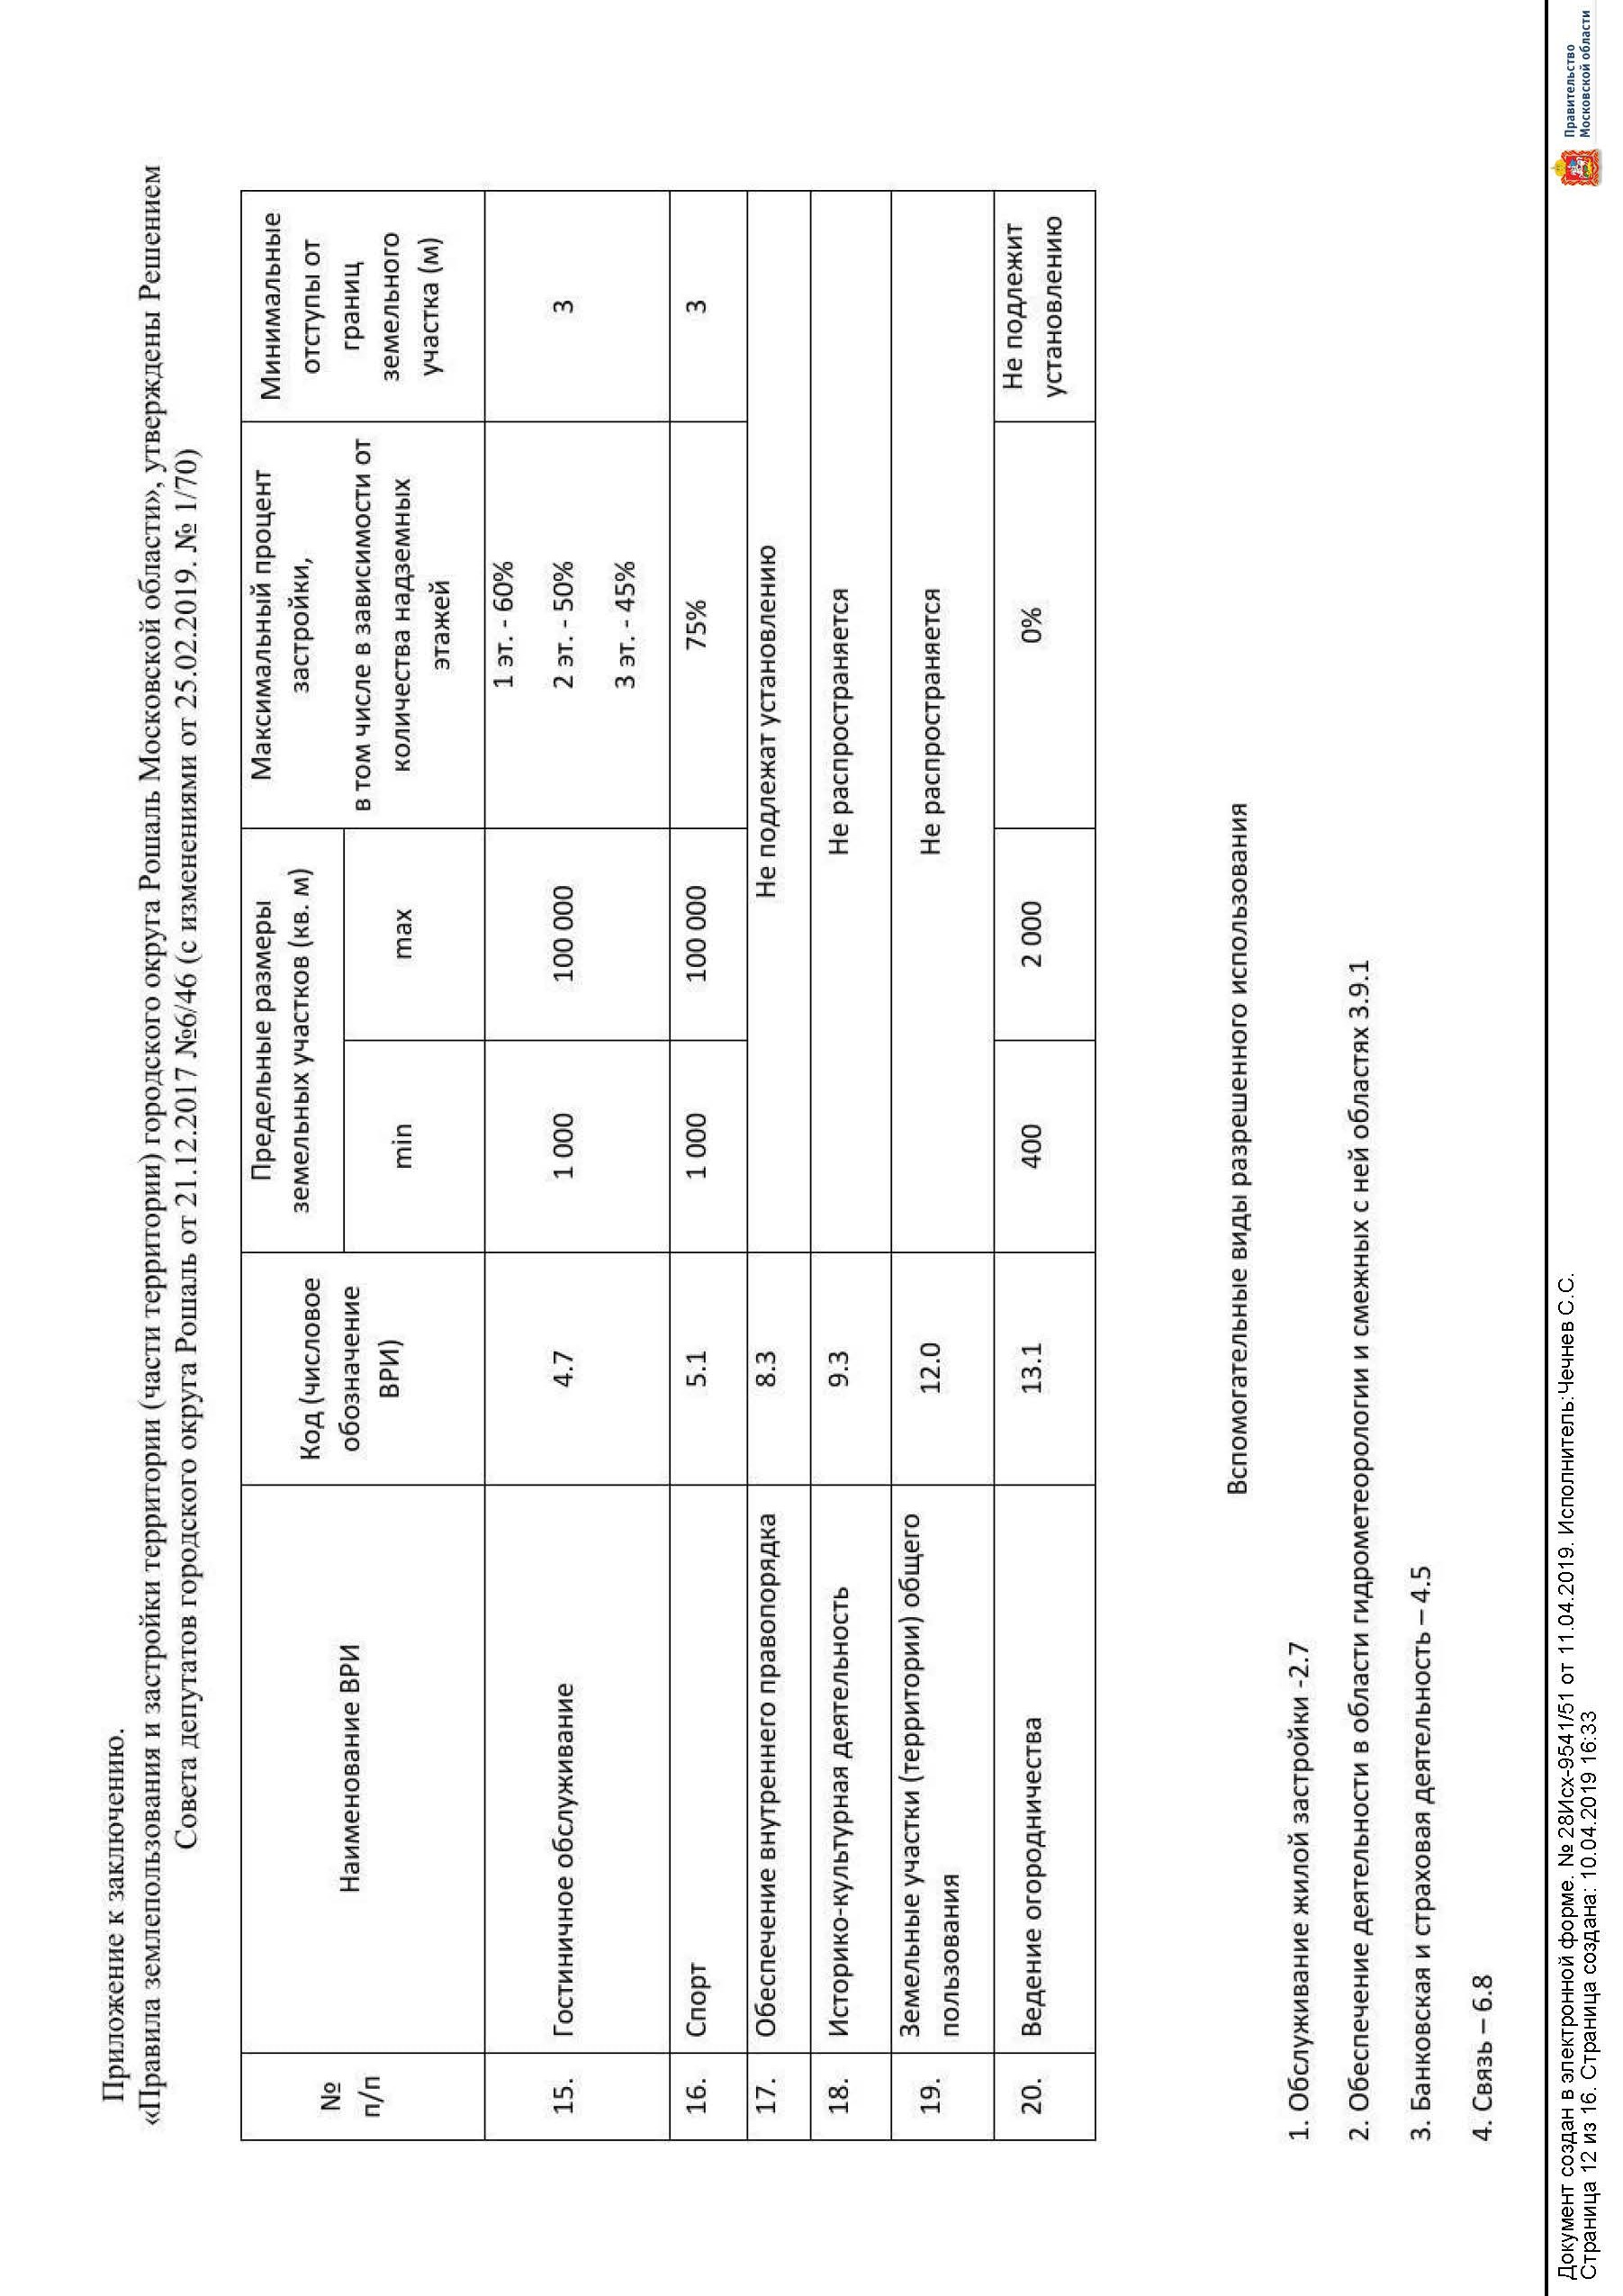 Приложение к заключению.
«Правила землепользования и застройки территории (части территории) городского округа Рошаль Московской области», утверждены Решением
Совета депутатов городского округа Рошаль от 21.12.2017 №6/46 (с изменениями от 25.02.2019. № 1/70)
№
п/п
Наименование ВРИ
Код (числовое
обозначение
ВРИ)
Предельные размеры
земельных участков (кв. м)
min
max
Максимальный процент
застройки,
в том числе в зависимости от
количества надземных
этажей
Минимальные
отступы от
границ
земельного
участка (м)
15. Гостиничное обслуживание 4.7 1 000 100 000
1 эт. - 60%
2 эт. - 50%
3 эт. - 45%
3
16. Спорт 5.1 1 000 100 000 75% 3
17. Обеспечение внутреннего правопорядка 8.3 Не подлежат установлению
18. Историко-культурная деятельность 9.3 Не распространяется
19. Земельные участки (территории) общего
пользования
12.0 Не распространяется
20. Ведение огородничества 13.1 400 2 000 0%
Не подлежит
установлению
Вспомогательные виды разрешенного использования
1. Обслуживание жилой застройки -2.7
2. Обеспечение деятельности в области гидрометеорологии и смежных с ней областях 3.9.1
3. Банковская и страховая деятельность – 4.5
4. Связь – 6.8
Документ создан в электронной форме. № 28Исх-9541/51 от 11.04.2019. Исполнитель:Чечнев С.С.
Страница 12 из 16. Страница создана: 10.04.2019 16:33
Правительство
Московской области